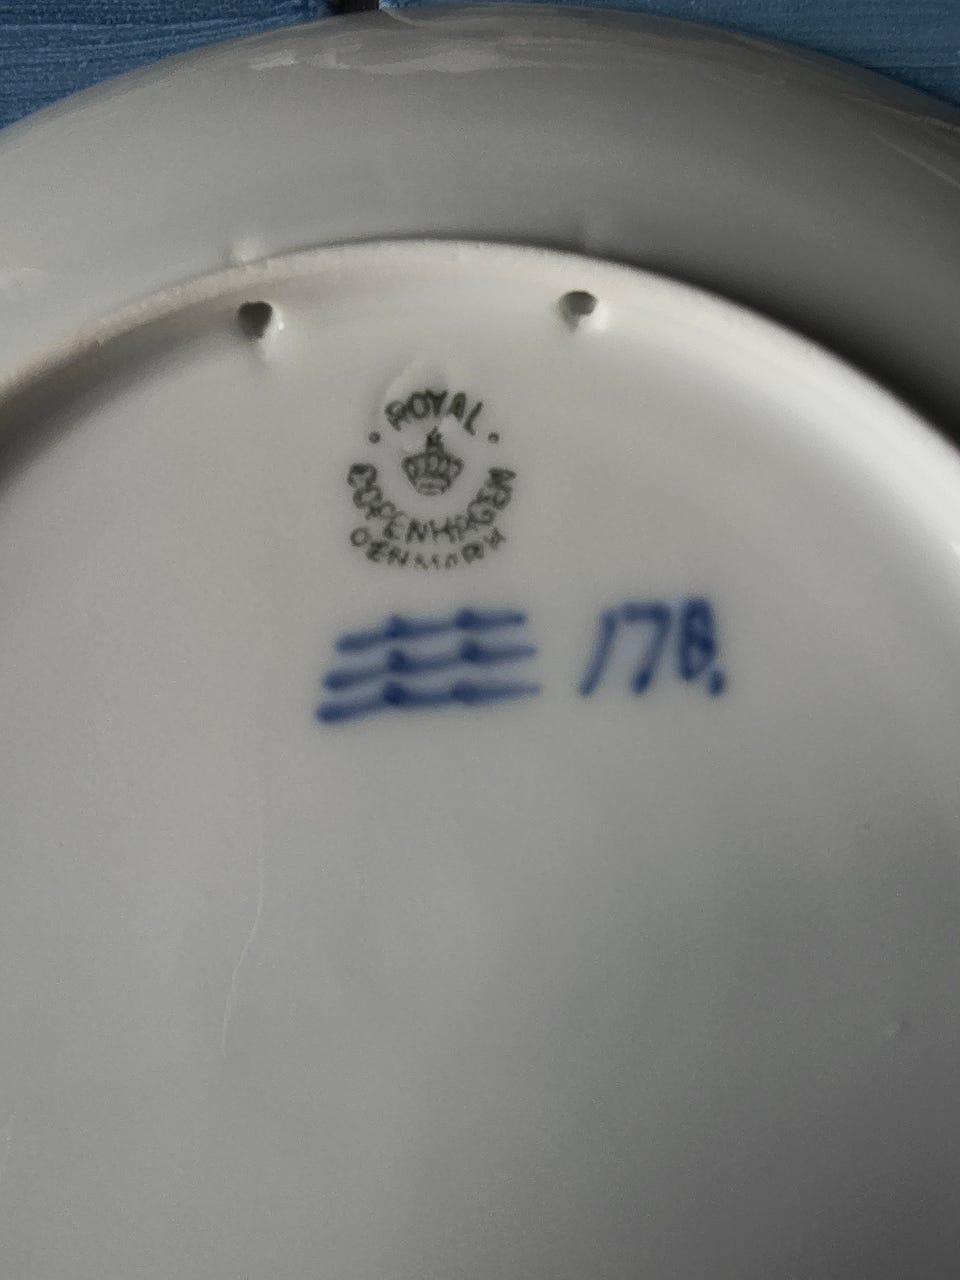 ROYAL
COPENHAGEN
DENMARK
178.